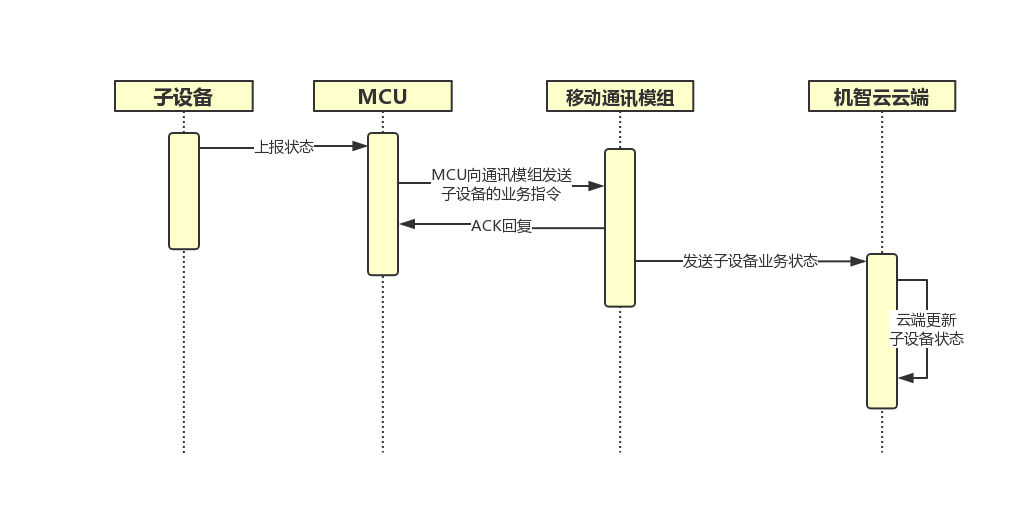 子设备
MCU
移动通讯模组
机智云云端
上报状态
MCU向通讯模组发送
子设备的业务指令
ACK回复
发送子设备业务状态
云端更新
子设备状态